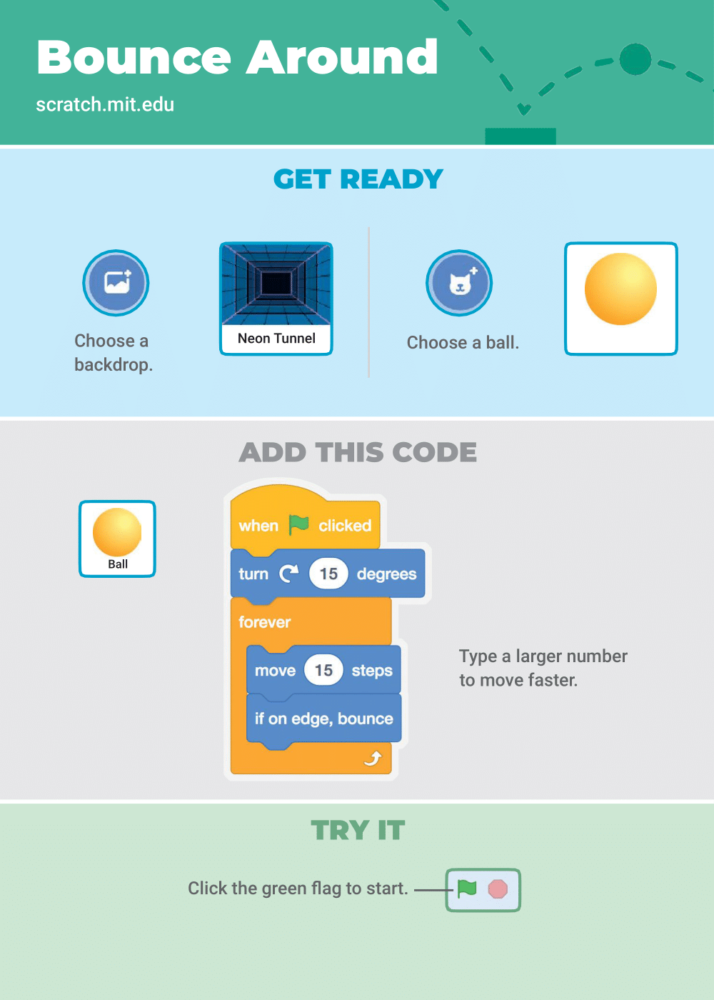 Bounce Around
scratch.mit.edu
GET READY
Choose a
backdrop.
Neon Tunnel
Choose a ball.
ADD THIS CODE
Ball
when clicked
turn 15 degrees
forever
move 15 steps
if on edge, bounce
Type a larger number
to move faster.
TRY IT
Click the green flag to start.